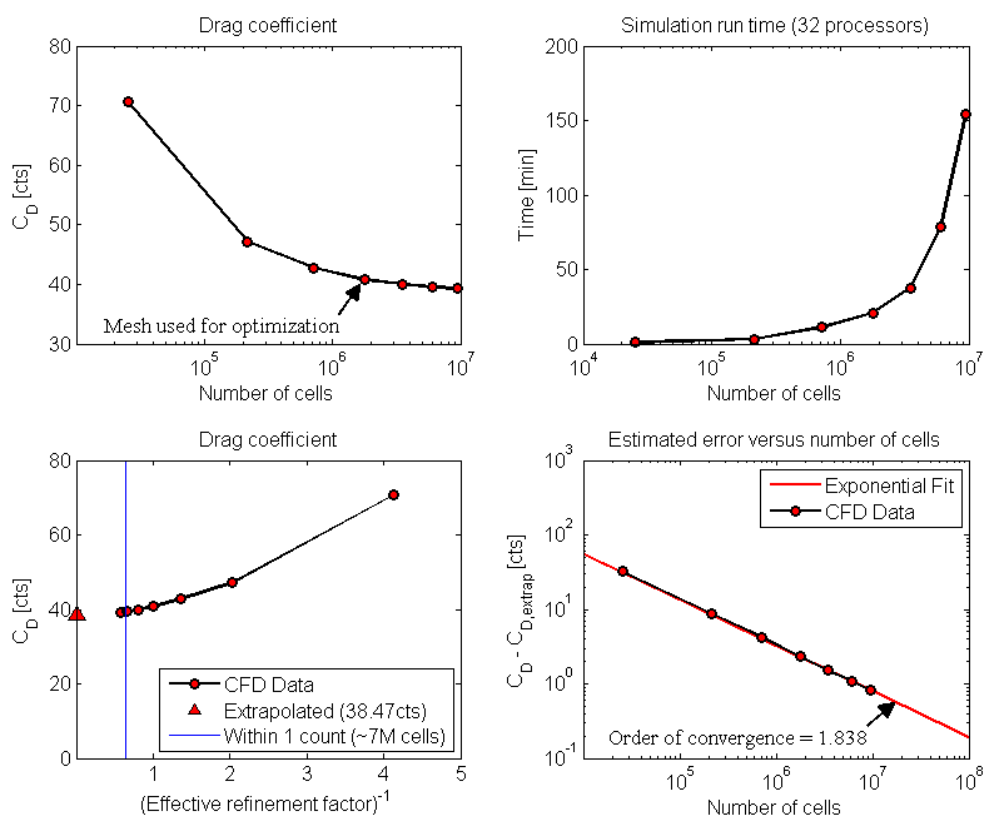 Drag coefficient
80
70
60
50
40
30
C_D [cts]
Mesh used for optimization
10^5
10^6
10^7
Number of cells
Simulation run time (32 processors)
200
150
100
50
0
Time [min]
10^4
10^5
10^6
10^7
Number of cells
Drag coefficient
80
60
40
20
0
C_D [cts]
CFD Data
Extrapolated (38.47cts)
Within 1 count (~7M cells)
1
2
3
4
5
(Effective refinement factor)^-1
Estimated error versus number of cells
10^3
10^2
10^1
10^0
10^-1
C_D - C_D,extrap [cts]
Exponential Fit
CFD Data
Order of convergence = 1.838
10^5
10^6
10^7
10^8
Number of cells